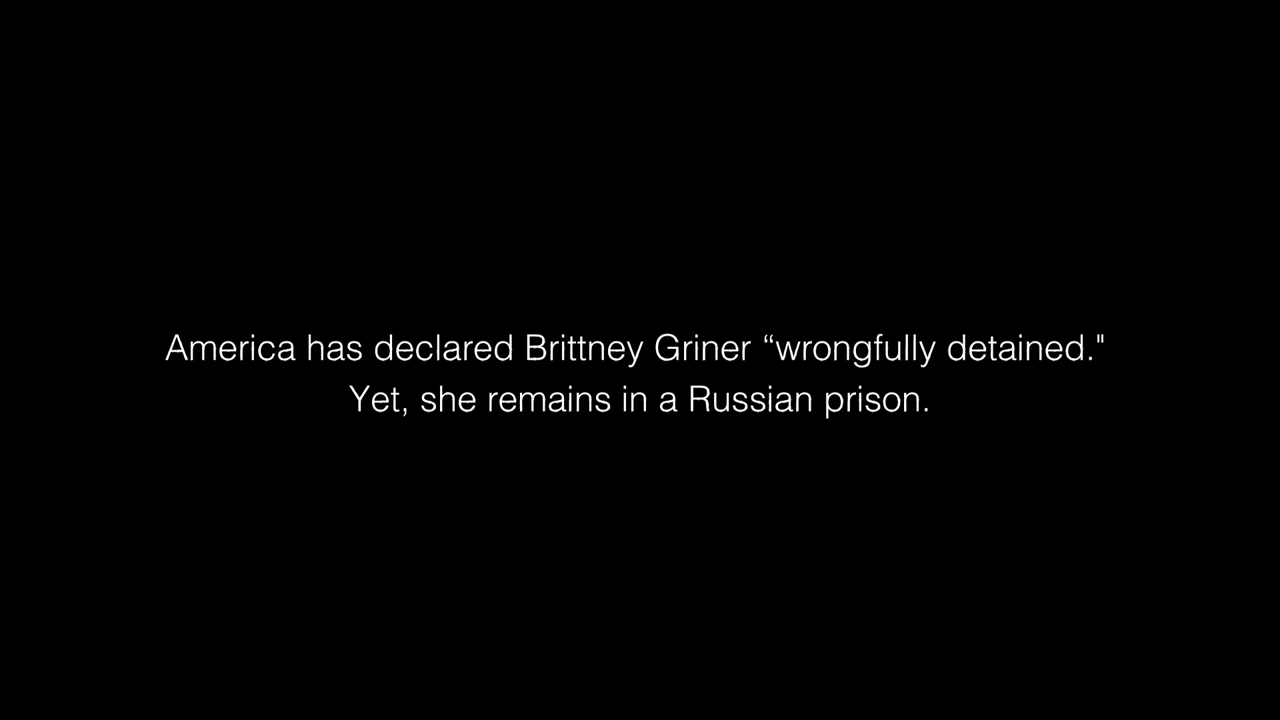 America has declared Brittney Griner “wrongfully detained."
Yet, she remains in a Russian prison.